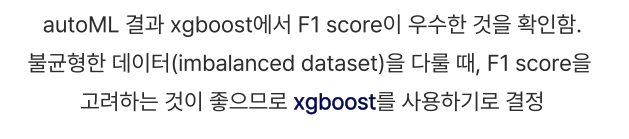 autoML 결과 xgboost에서 F1 score이 우수한 것을 확인함.
불균형한 데이터(imbalanced dataset)을 다룰 때, F1 score을
고려하는 것이 좋으므로 xgboost를 사용하기로 결정